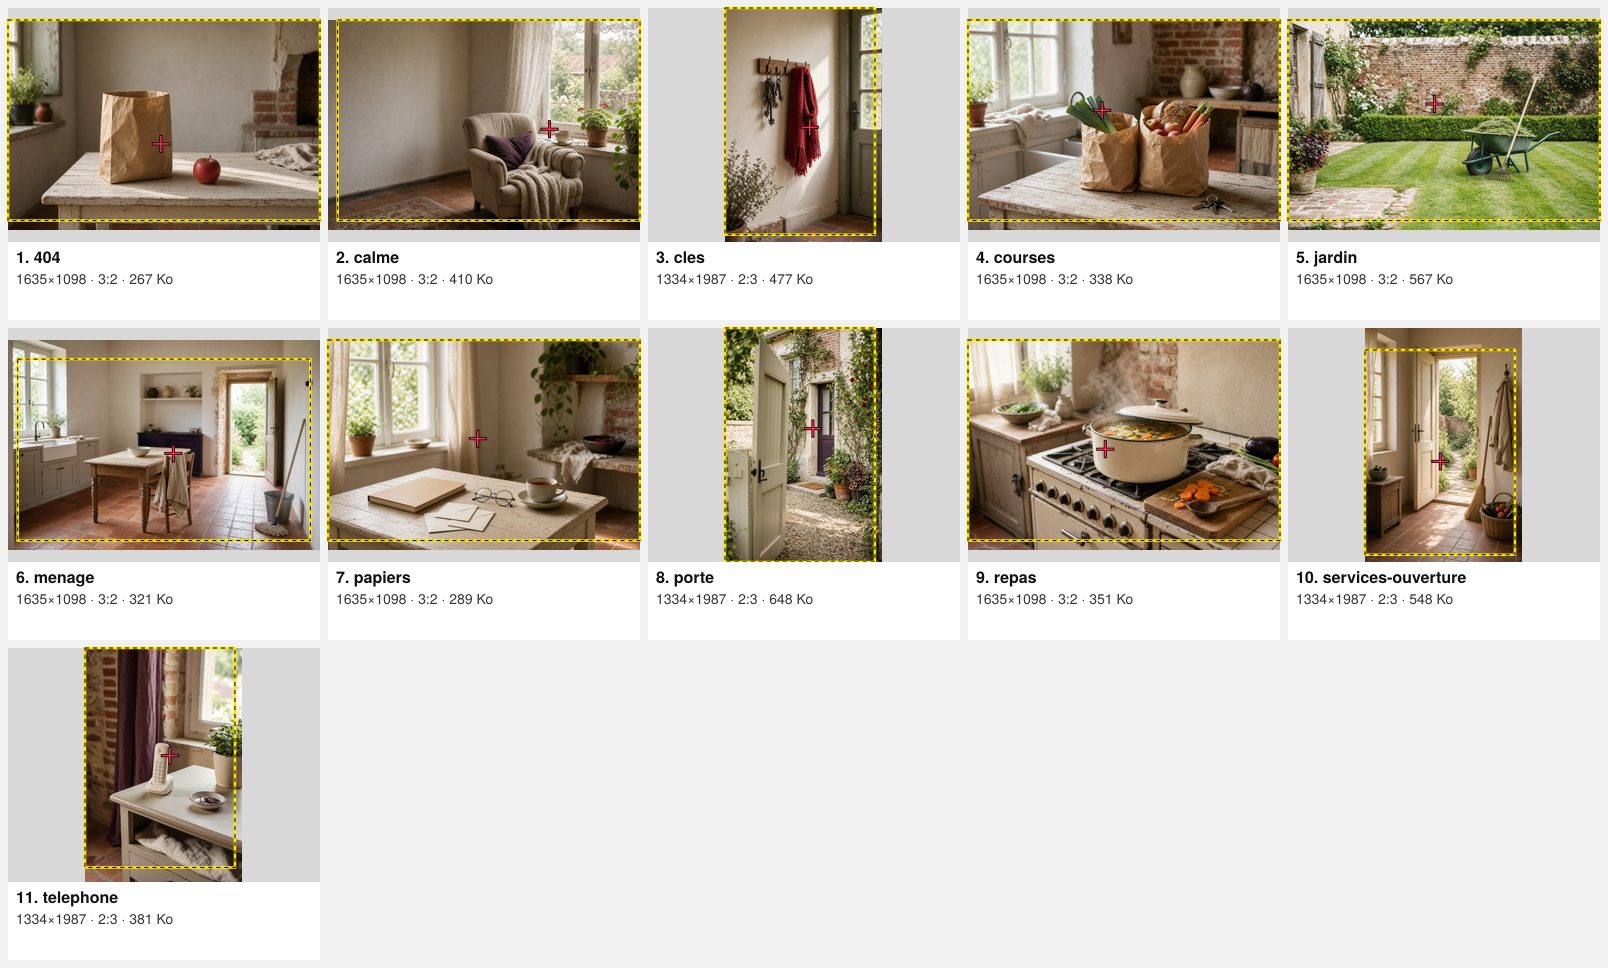 1. 404
1635×1098 · 3:2 · 267 Ko
2. calme
1635×1098 · 3:2 · 410 Ko
3. cles
1334×1987 · 2:3 · 477 Ko
4. courses
1635×1098 · 3:2 · 338 Ko
5. jardin
1635×1098 · 3:2 · 567 Ko
6. menage
1635×1098 · 3:2 · 321 Ko
7. papiers
1635×1098 · 3:2 · 289 Ko
8. porte
1334×1987 · 2:3 · 648 Ko
9. repas
1635×1098 · 3:2 · 351 Ko
10. services-ouverture
1334×1987 · 2:3 · 548 Ko
11. telephone
1334×1987 · 2:3 · 381 Ko